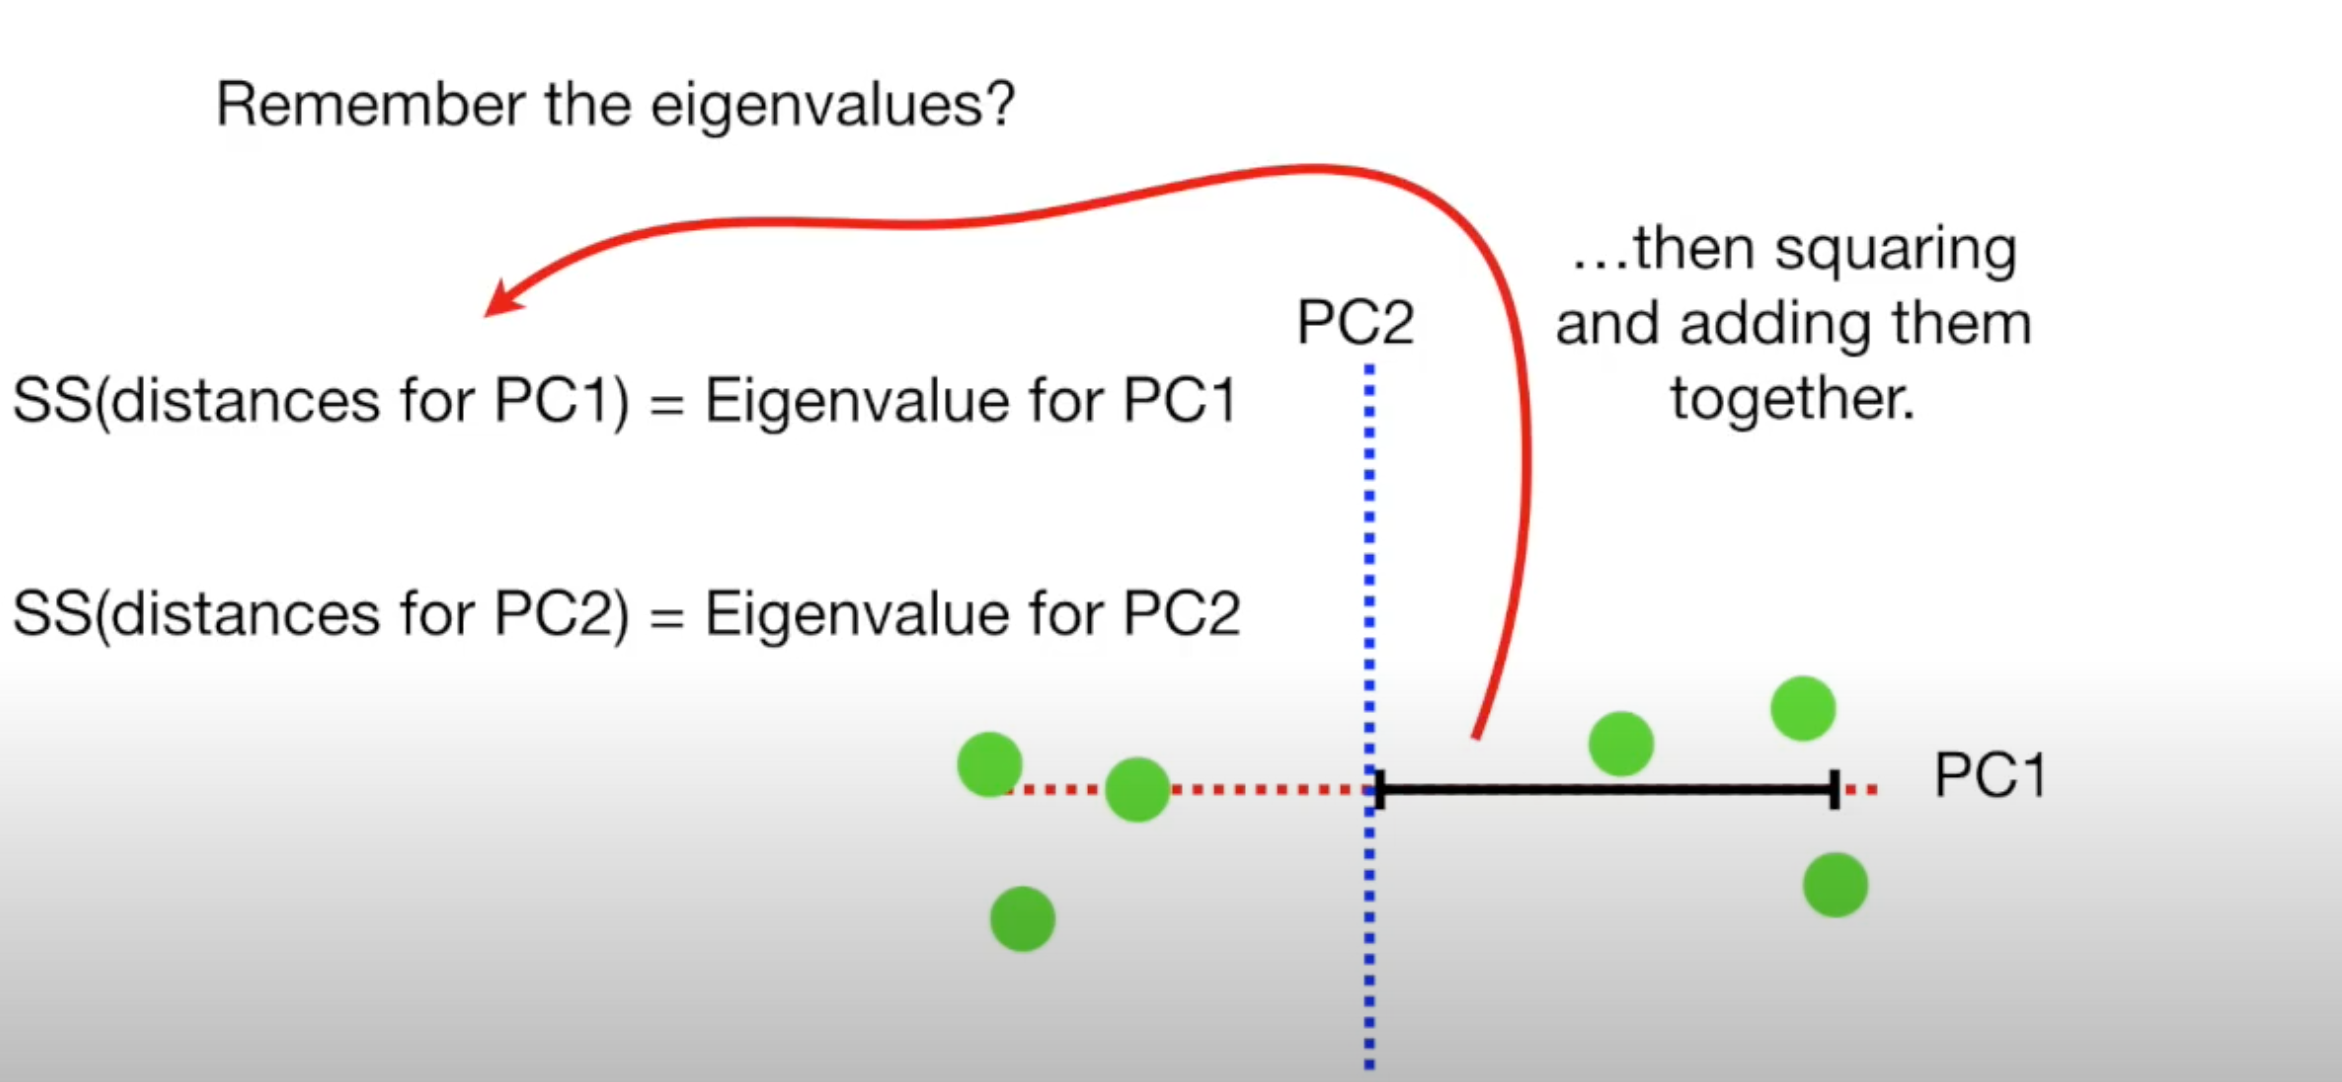 Remember the eigenvalues?
…then squaring
and adding them
together.
PC2
SS(distances for PC1) = Eigenvalue for PC1
SS(distances for PC2) = Eigenvalue for PC2
PC1